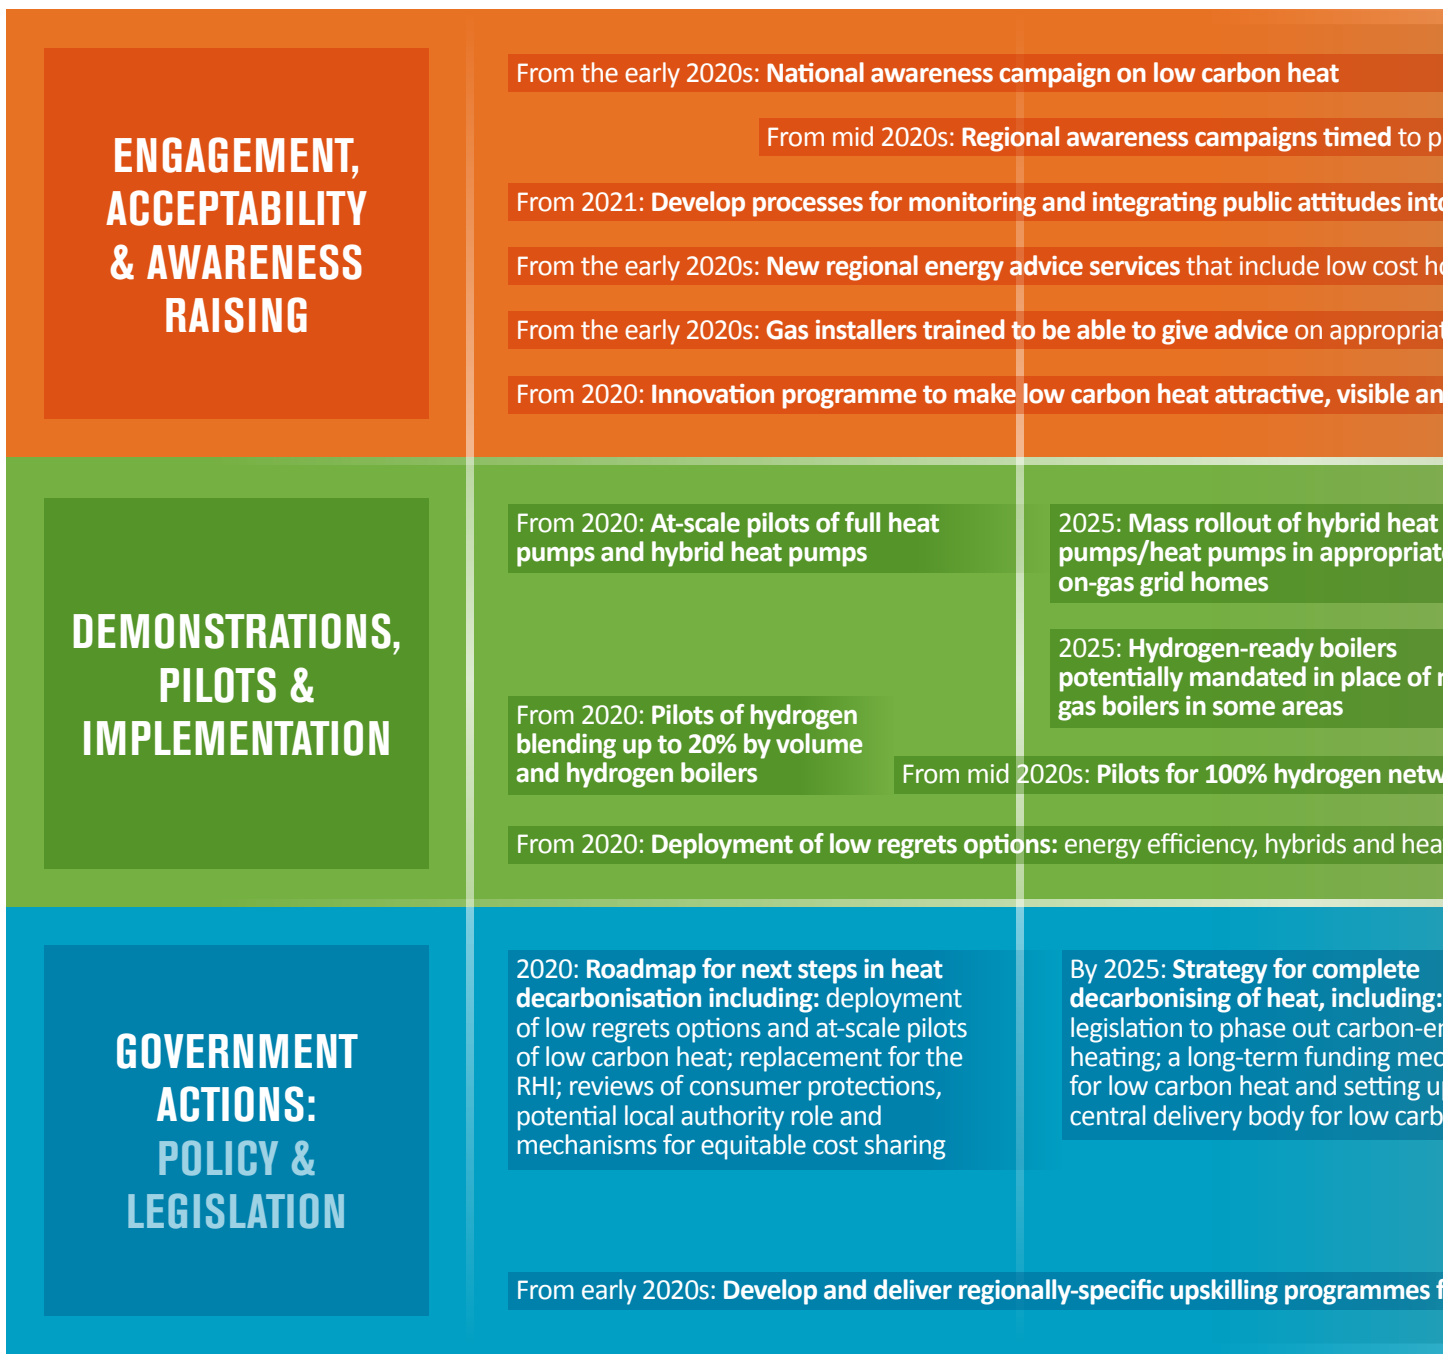 ENGAGEMENT,
ACCEPTABILITY
& AWARENESS
RAISING
From the early 2020s: National awareness campaign on low carbon heat
From mid 2020s: Regional awareness campaigns timed to p
From 2021: Develop processes for monitoring and integrating public attitudes into
From the early 2020s: New regional energy advice services that include low cost ho
From the early 2020s: Gas installers trained to be able to give advice on appropriat
From 2020: Innovation programme to make low carbon heat attractive, visible an
DEMONSTRATIONS,
PILOTS &
IMPLEMENTATION
From 2020: At-scale pilots of full heat
pumps and hybrid heat pumps
2025: Mass rollout of hybrid heat
pumps/heat pumps in appropriate
on-gas grid homes
2025: Hydrogen-ready boilers
potentially mandated in place of n
gas boilers in some areas
From 2020: Pilots of hydrogen
blending up to 20% by volume
and hydrogen boilers
From mid 2020s: Pilots for 100% hydrogen netw
From 2020: Deployment of low regrets options: energy efficiency, hybrids and hea
GOVERNMENT
ACTIONS:
POLICY &
LEGISLATION
2020: Roadmap for next steps in heat
decarbonisation including: deployment
of low regrets options and at-scale pilots
of low carbon heat; replacement for the
RHI; reviews of consumer protections,
potential local authority role and
mechanisms for equitable cost sharing
By 2025: Strategy for complete
decarbonising of heat, including:
legislation to phase out carbon-em
heating; a long-term funding mec
for low carbon heat and setting up
central delivery body for low carb
From early 2020s: Develop and deliver regionally-specific upskilling programmes f